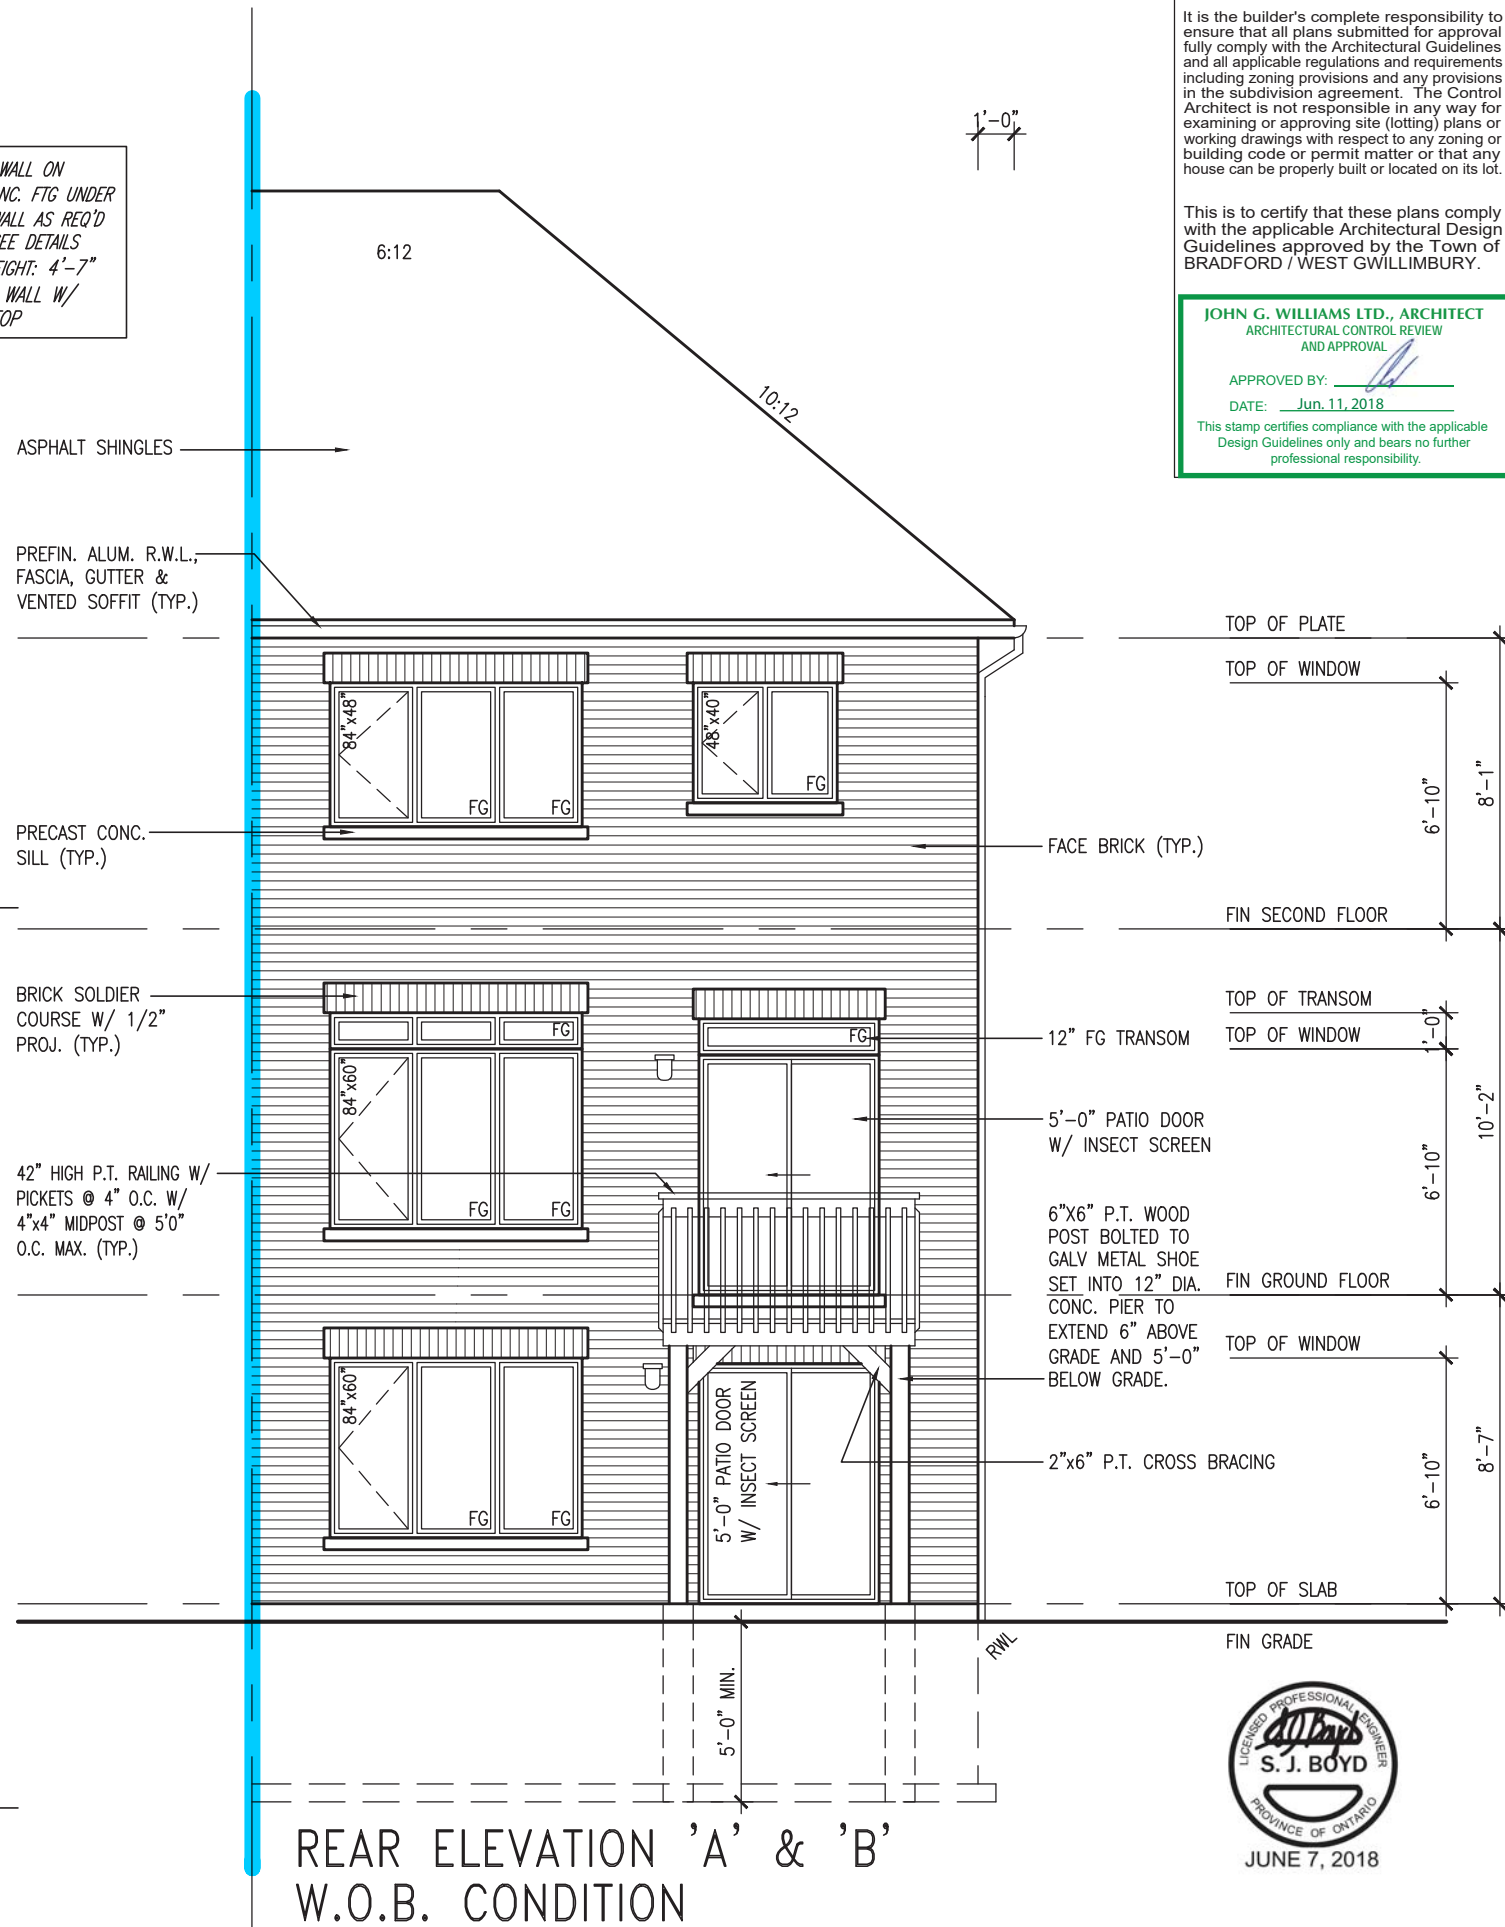 It is the builder's complete responsibility to
ensure that all plans submitted for approval
fully comply with the Architectural Guidelines
and all applicable regulations and requirements
including zoning provisions and any provisions
in the subdivision agreement. The Control
Architect is not responsible in any way for
examining or approving site (lotting) plans or
working drawings with respect to any zoning or
building code or permit matter or that any
house can be properly built or located on its lot.
This is to certify that these plans comply
with the applicable Architectural Design
Guidelines approved by the Town of
BRADFORD / WEST GWILLIMBURY.
JOHN G. WILLIAMS LTD., ARCHITECT
ARCHITECTURAL CONTROL REVIEW
AND APPROVAL
APPROVED BY:
DATE: Jun. 11, 2018
This stamp certifies compliance with the applicable
Design Guidelines only and bears no further
professional responsibility.
1'-0"
WALL ON
NC. FTG UNDER
WALL AS REQ'D
EE DETAILS
EIGHT: 4'-7"
WALL W/
TOP
6:12
10:12
ASPHALT SHINGLES
PREFIN. ALUM. R.W.L.,
FASCIA, GUTTER &
VENTED SOFFIT (TYP.)
PRECAST CONC.
SILL (TYP.)
BRICK SOLDIER
COURSE W/ 1/2"
PROJ. (TYP.)
42" HIGH P.T. RAILING W/
PICKETS @ 4" O.C. W/
4"x4" MIDPOST @ 5'0"
O.C. MAX. (TYP.)
84"x48"
FG
FG
48"x40"
FG
84"x60"
FG
FG
FG
FG
84"x60"
FG
FG
5'-0" PATIO DOOR
W/ INSECT SCREEN
FACE BRICK (TYP.)
12" FG TRANSOM
5'-0" PATIO DOOR
W/ INSECT SCREEN
6"X6" P.T. WOOD
POST BOLTED TO
GALV METAL SHOE
SET INTO 12" DIA.
CONC. PIER TO
EXTEND 6" ABOVE
GRADE AND 5'-0"
BELOW GRADE.
2"x6" P.T. CROSS BRACING
TOP OF PLATE
TOP OF WINDOW
6'-10"
8'-1"
FIN SECOND FLOOR
TOP OF TRANSOM
1'-0"
TOP OF WINDOW
6'-10"
10'-2"
FIN GROUND FLOOR
TOP OF WINDOW
6'-10"
8'-7"
TOP OF SLAB
FIN GRADE
RWL
5'-0" MIN.
LICENSED PROFESSIONAL ENGINEER
S. J. BOYD
PROVINCE OF ONTARIO
JUNE 7, 2018
REAR ELEVATION 'A' & 'B'
W.O.B. CONDITION